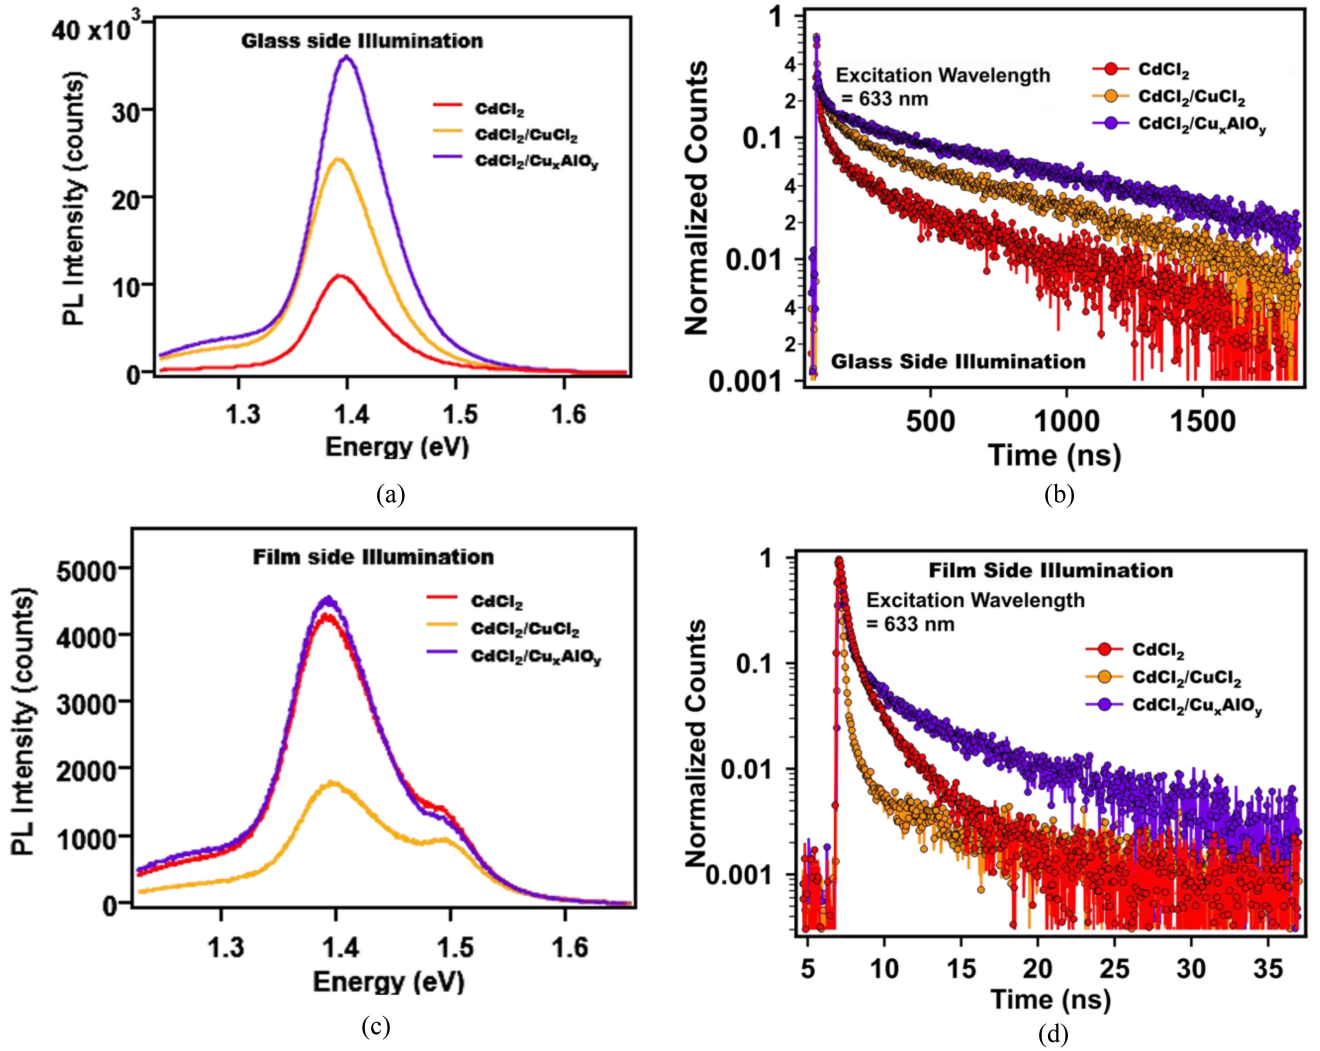 40 x10³
30
20
10
0
PL Intensity (counts)
Glass side Illumination
CdCl₂
CdCl₂/CuCl₂
CdCl₂/CuₓAlOᵧ
1.3 1.4 1.5 1.6
Energy (eV)
(a)
1
4
2
0.1
4
2
0.01
4
2
0.001
Normalized Counts
Excitation Wavelength
= 633 nm
CdCl₂
CdCl₂/CuCl₂
CdCl₂/CuₓAlOᵧ
Glass Side Illumination
500 1000 1500
Time (ns)
(b)
5000
4000
3000
2000
1000
0
PL Intensity (counts)
Film side Illumination
CdCl₂
CdCl₂/CuCl₂
CdCl₂/CuₓAlOᵧ
1.3 1.4 1.5 1.6
Energy (eV)
(c)
1
0.1
0.01
0.001
Normalized Counts
Film Side Illumination
Excitation Wavelength
= 633 nm
CdCl₂
CdCl₂/CuCl₂
CdCl₂/CuₓAlOᵧ
5 10 15 20 25 30 35
Time (ns)
(d)